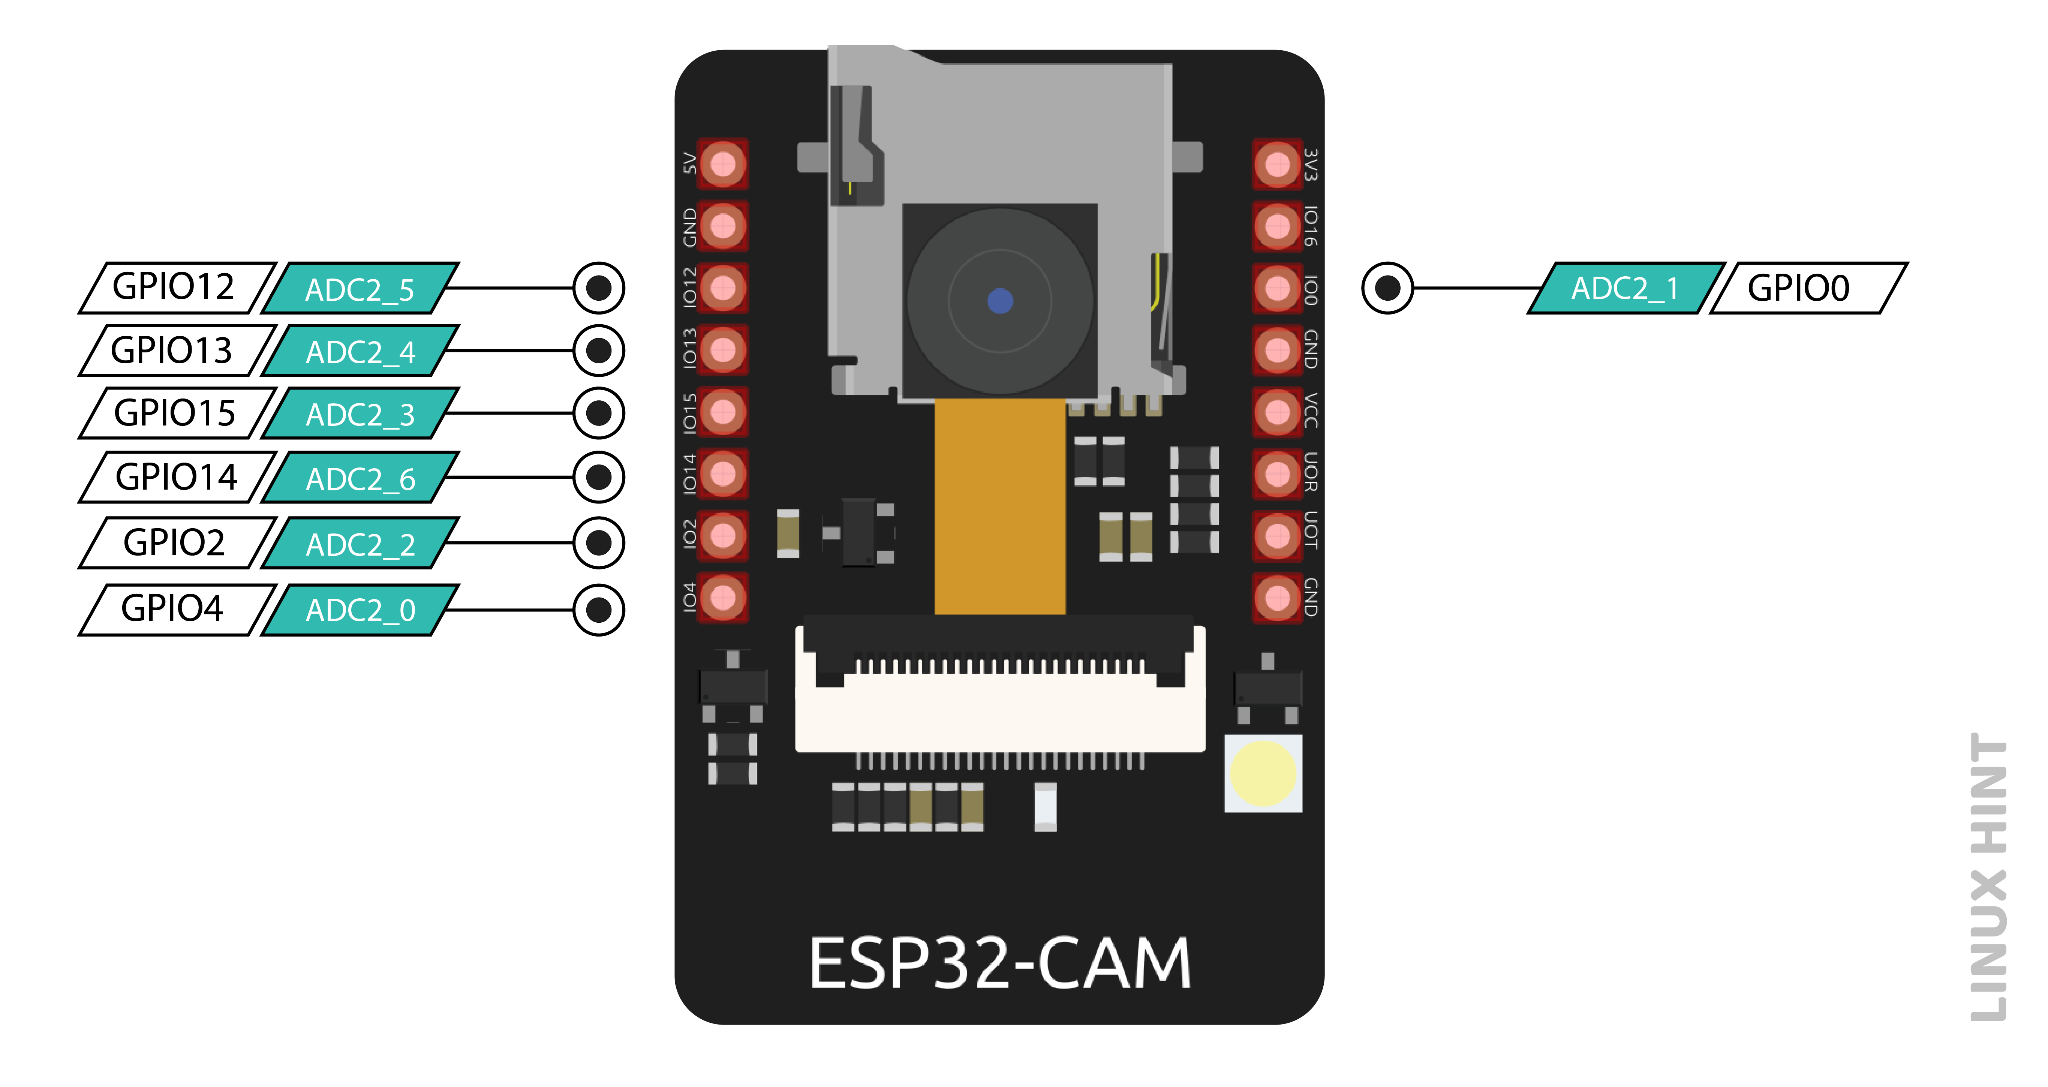 5V
3V3
GND
IO16
GPIO12 ADC2_5
IO12
IO0
ADC2_1 GPIO0
GPIO13 ADC2_4
IO13
GND
GPIO15 ADC2_3
IO15
VCC
GPIO14 ADC2_6
IO14
UOR
GPIO2 ADC2_2
IO2
UOT
GPIO4 ADC2_0
IO4
GND
ESP32-CAM
LINUX HINT